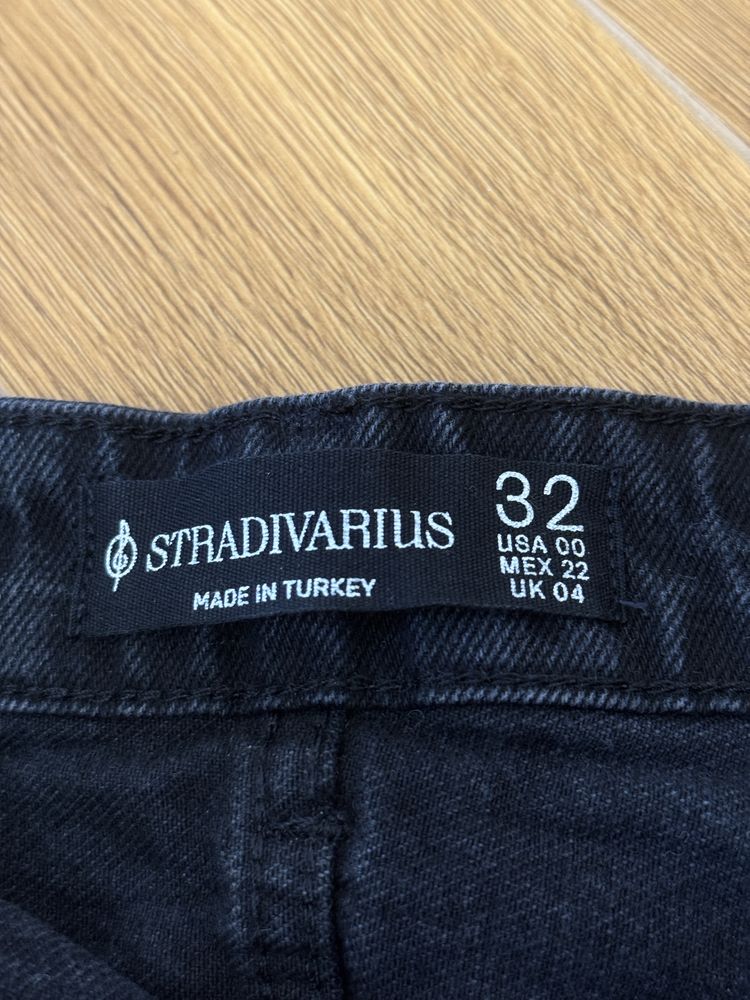 STRADIVARIUS
MADE IN TURKEY
32
USA 00
MEX 22
UK 04